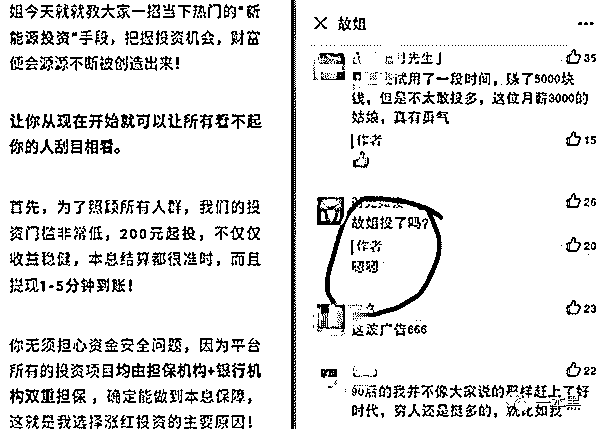 姐今天就就教大家一招当下热门的“新
能源投资”手段，把握投资机会，财富
便会源源不断被创造出来！
让你从现在开始就可以让所有看不起
你的人刮目相看。
首先，为了照顾所有人群，我们的投
资门槛非常低，200元起投，不仅仅
收益稳健，本息结算都很准时，而且
提现1-5分钟到账！
你无须担心资金安全问题，因为平台
所有的投资项目均由担保机构+银行机
构双重担保，确定能做到本息保障，
这就是我选择涨红投资的主要原因！
× 故姐 ...
月先生」 35
试用了一段时间，赚了5000块
钱，但是不太敢投多，这位月薪3000的
姑娘，真有勇气
作者 15
26
故姐投了吗？
作者 20
嗯嗯
23
这波广告666
22
90后的我并不像大家说的那样赶上了好
时代，穷人还是挺多的，就比如我